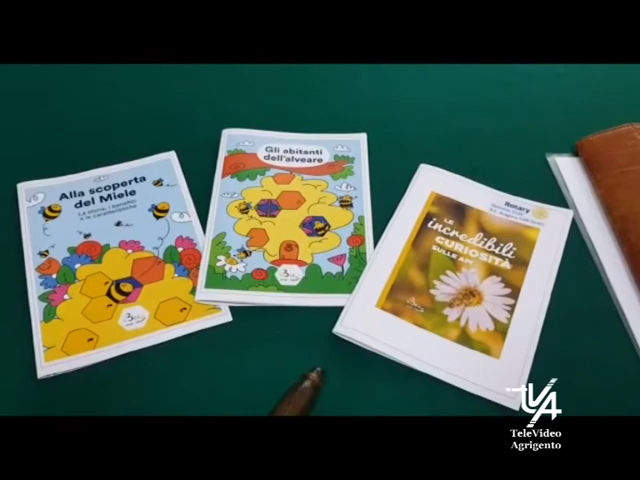 Alla scoperta
del Miele
La storia, i benefici
e le caratteristiche
Gli abitanti
dell'alveare
Rotary
LE
incredibili
CURIOSITÀ
SULLE API
TVA
TeleVideo
Agrigento